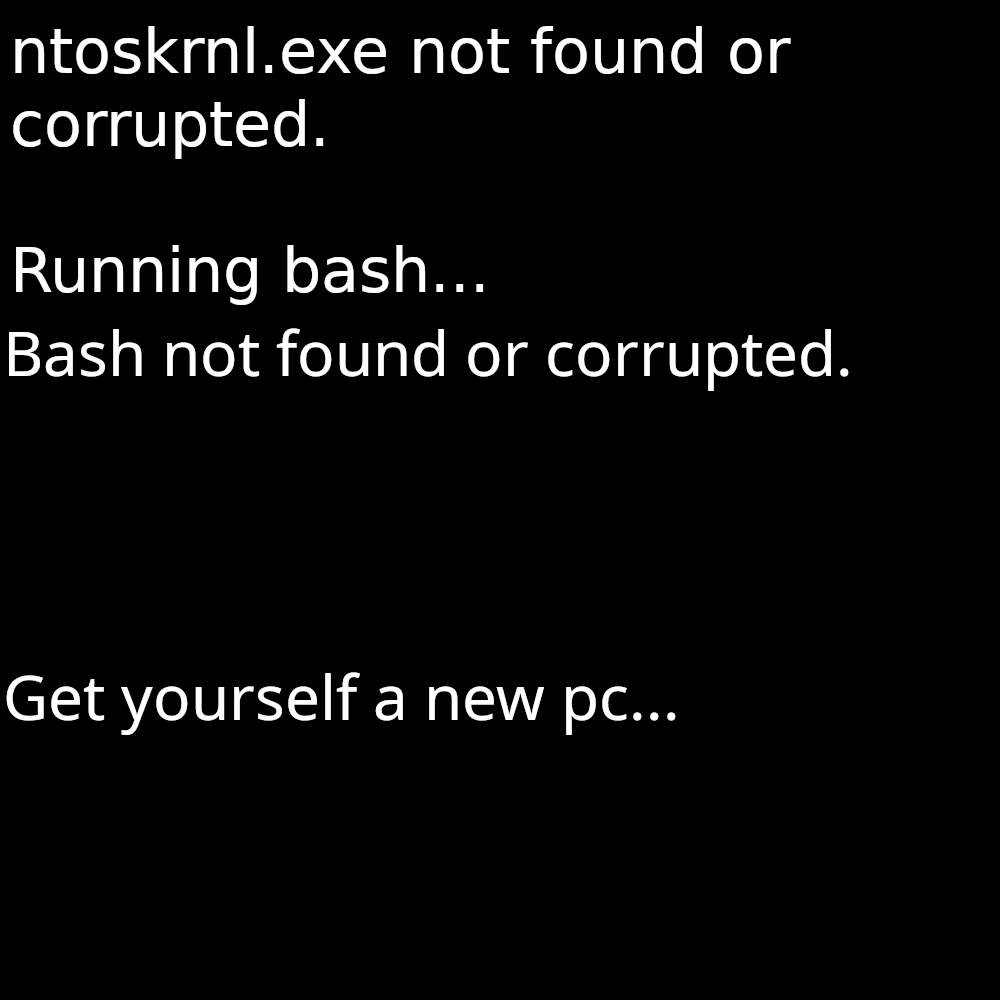 ntoskrnl.exe not found or
corrupted.
Running bash...
Bash not found or corrupted.
Get yourself a new pc...